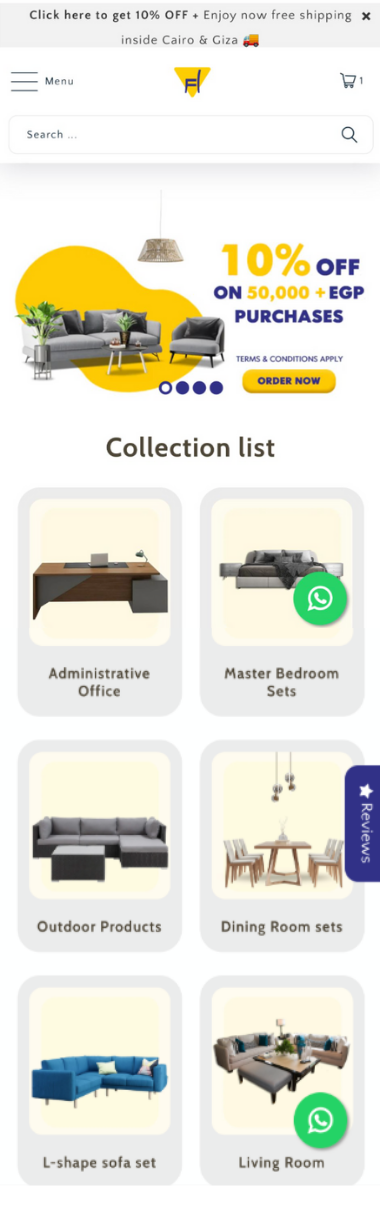 Click here to get 10% OFF + Enjoy now free shipping
inside Cairo & Giza 🚚
×
Menu
FL
1
Search ...
10% OFF
ON 50,000 + EGP
PURCHASES
TERMS & CONDITIONS APPLY
ORDER NOW
Collection list
Administrative
Office
Master Bedroom
Sets
Outdoor Products
Dining Room sets
★ Reviews
L-shape sofa set
Living Room